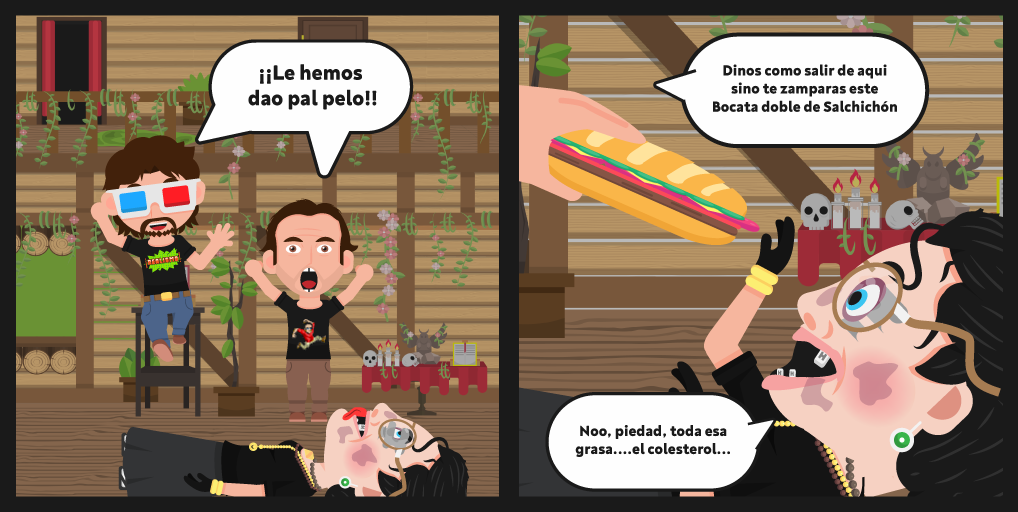 ¡¡Le hemos
dao pal pelo!!
Dinos como salir de aqui
sino te zamparas este
Bocata doble de Salchichón
Noo, piedad, toda esa
grasa....el colesterol...